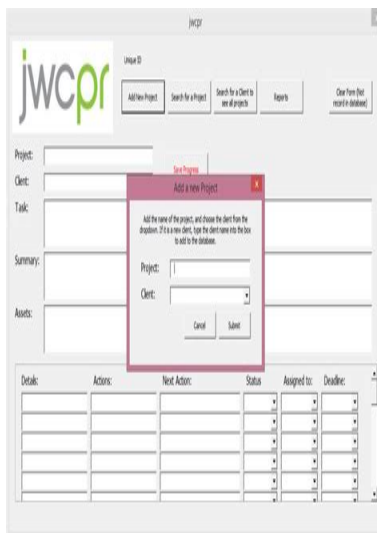 jwcpr
jwcpr
Unique ID
Add New Project
Search for a Project
Search for a Client to
see all projects
Reports
Clear Form (Not
record in database)
Project:
Save Progress
Client:
Task:
Summary:
Assets:
Add a new Project
x
Add the name of the project, and choose the client from the
dropdown. If it is a new client, type the client name into the box
to add to the database.
Project:
Client:
Cancel
Submit
Details:
Actions:
Next Action:
Status
Assigned to:
Deadline: